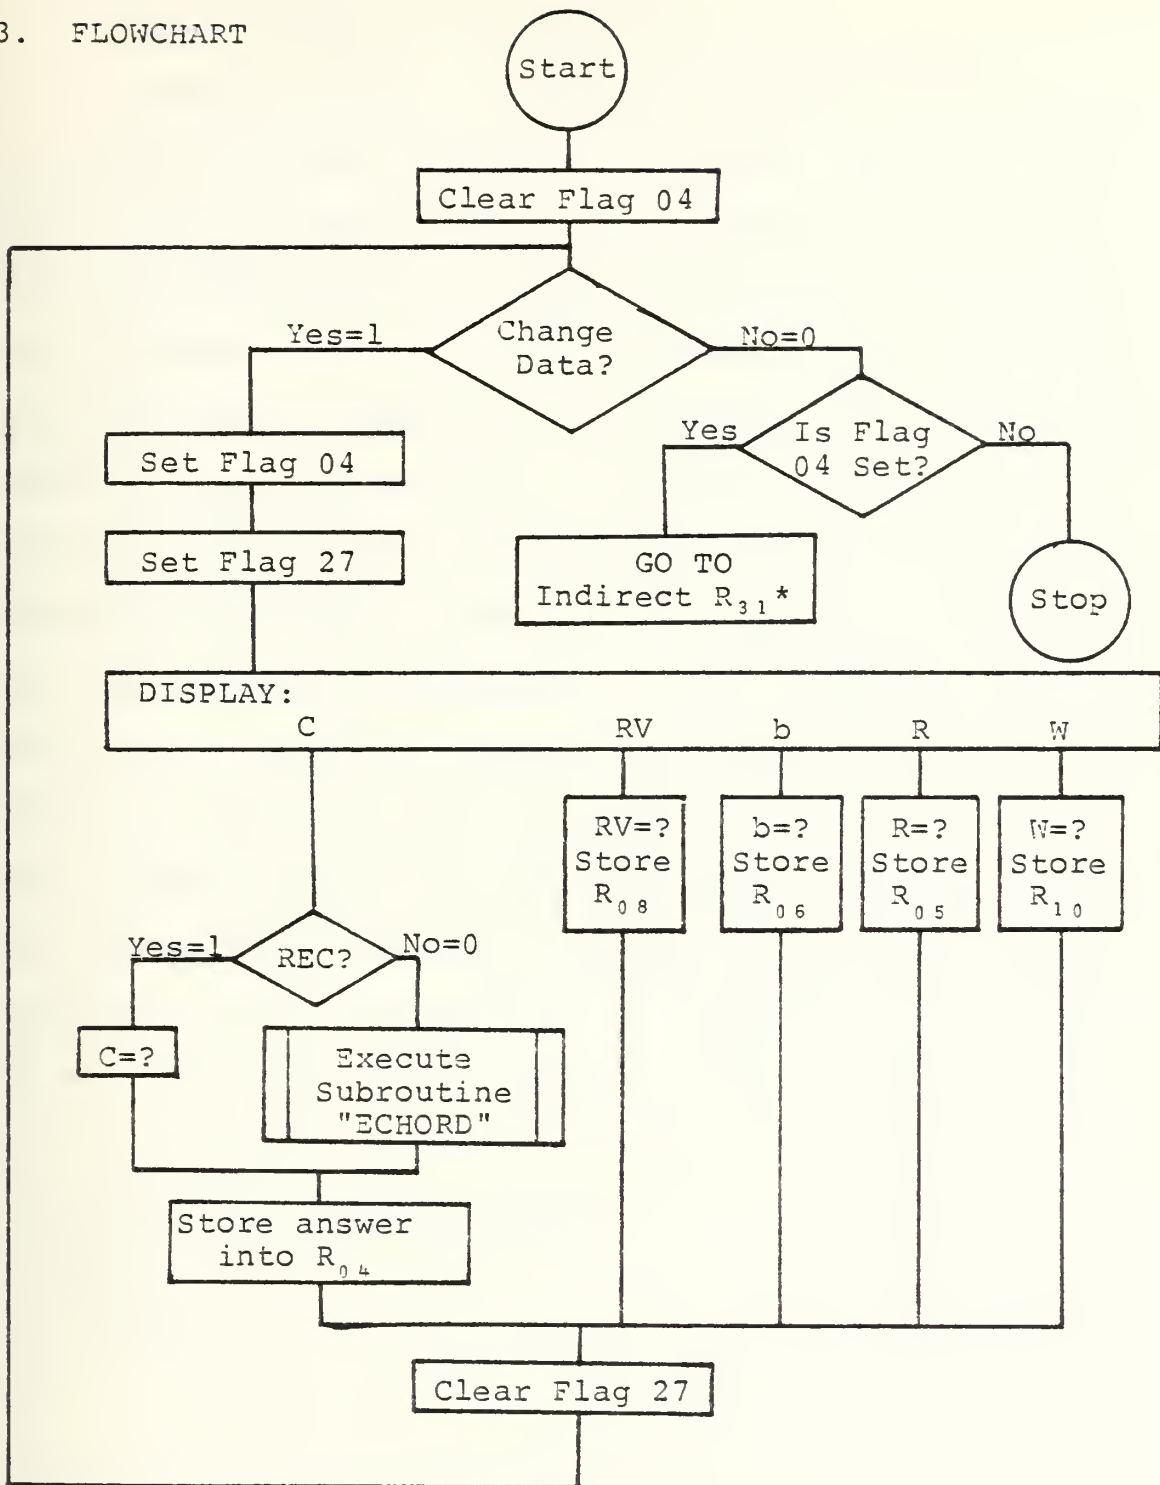 3. FLOWCHART
Start
Clear Flag 04
Change
Data?
Yes=1
No=0
Is Flag
04 Set?
Yes
No
Set Flag 04
Set Flag 27
GO TO
Indirect R₃₁*
Stop
DISPLAY:
C RV b R W
RV=?
Store
R₀₈
b=?
Store
R₀₆
R=?
Store
R₀₅
W=?
Store
R₁₀
REC?
Yes=1
No=0
C=?
Execute
Subroutine
"ECHORD"
Store answer
into R₀₄
Clear Flag 27